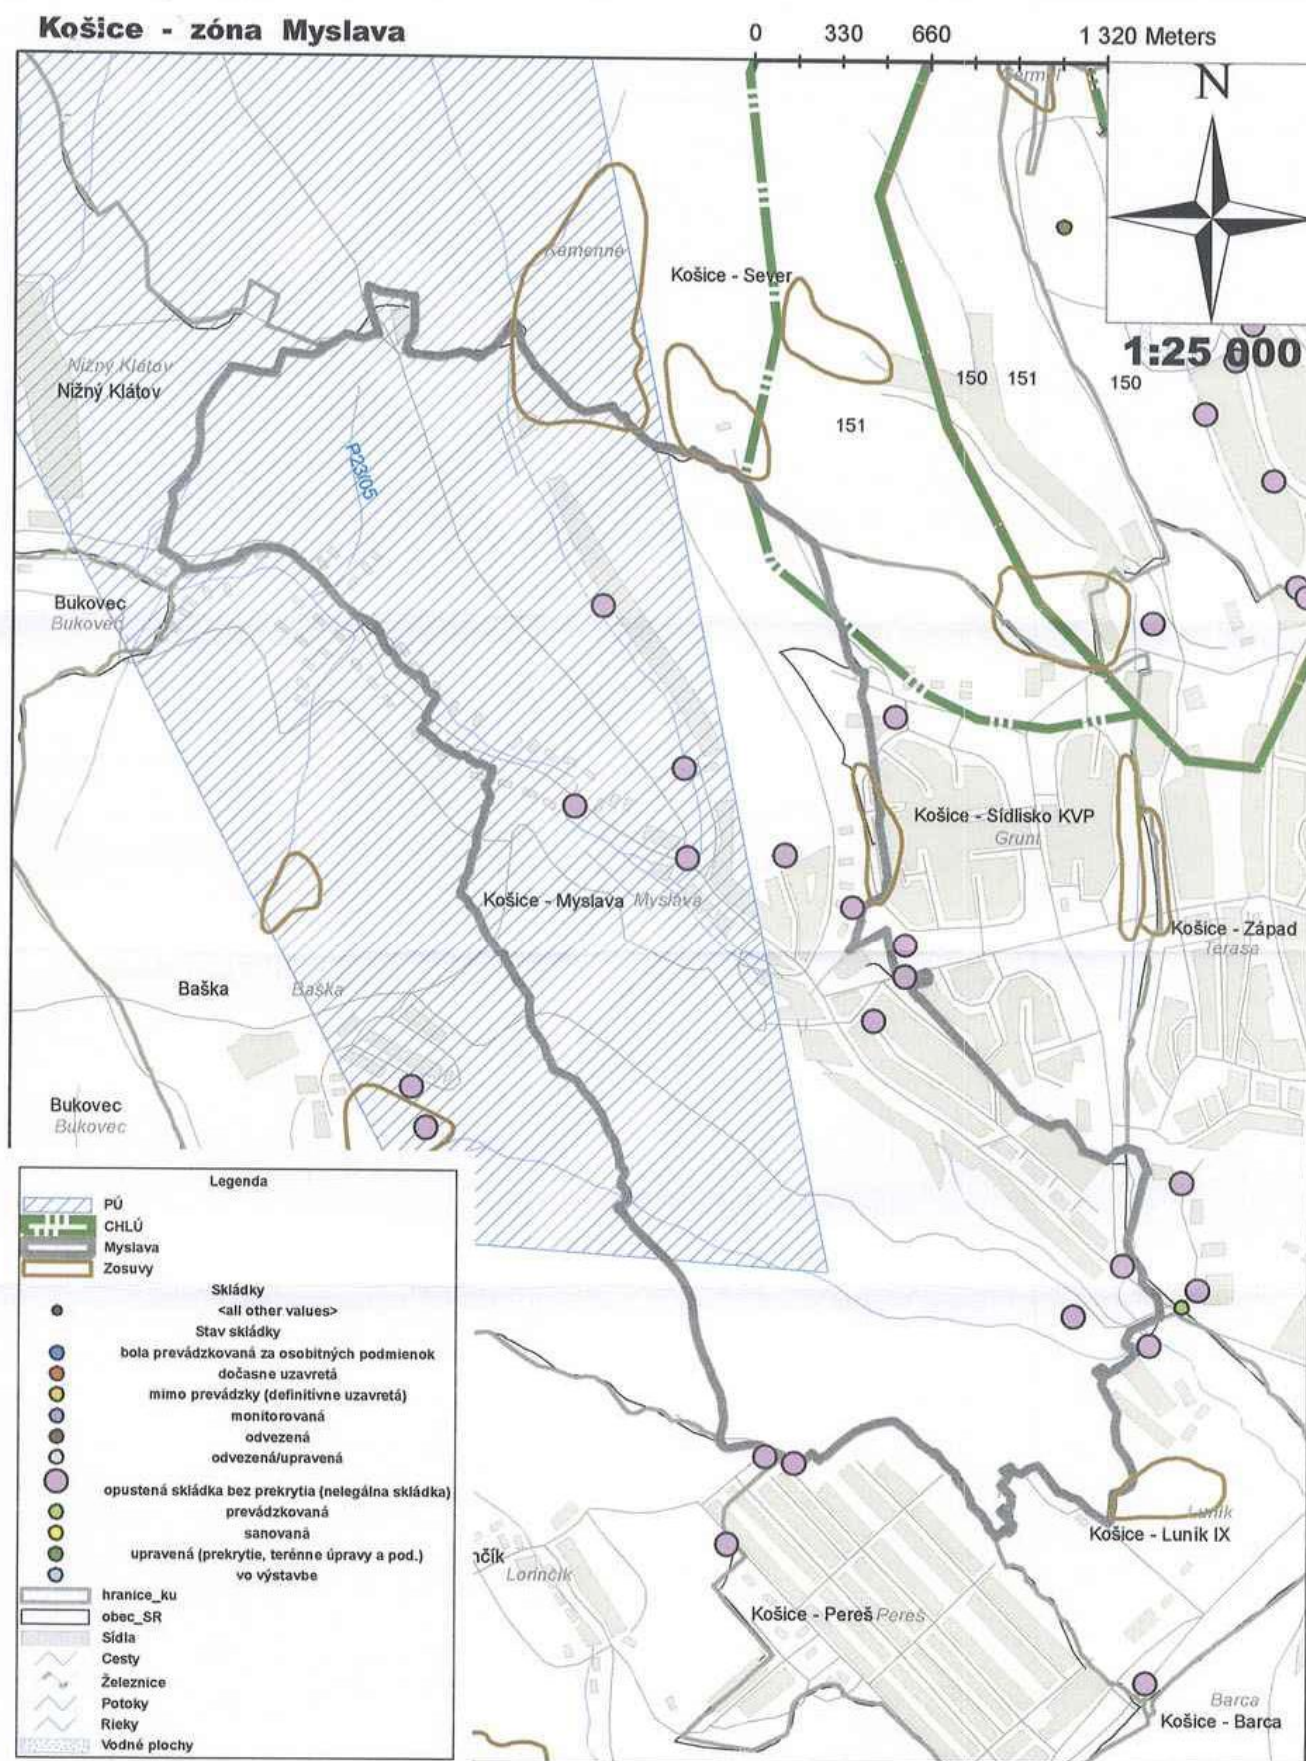 Košice - zóna Myslava
0 330 660 1 320 Meters
N
1:25 000
Kamenné
Košice - Sever
150 151 150
151
Nižný Klátov
Nižný Klátov
P23/05
Bukovec
Bukovec
Košice - Sídlisko KVP
Gruni
Košice - Myslava Myslava
Košice - Západ
Terasa
Baška Baška
Bukovec
Bukovec
Legenda
PÚ
CHLÚ
Myslava
Zosuvy
Skládky
<all other values>
Stav skládky
bola prevádzkovaná za osobitných podmienok
dočasne uzavretá
mimo prevádzky (definitívne uzavretá)
monitorovaná
odvezená
odvezená/upravená
opustená skládka bez prekrytia (nelegálna skládka)
prevádzkovaná
sanovaná
upravená (prekrytie, terénne úpravy a pod.)
vo výstavbe
hranice_ku
obec_SR
Sídla
Cesty
Železnice
Potoky
Rieky
Vodné plochy
Luník
Košice - Luník IX
nčík
Lorinčík
Košice - Pereš Pereš
Barca
Košice - Barca